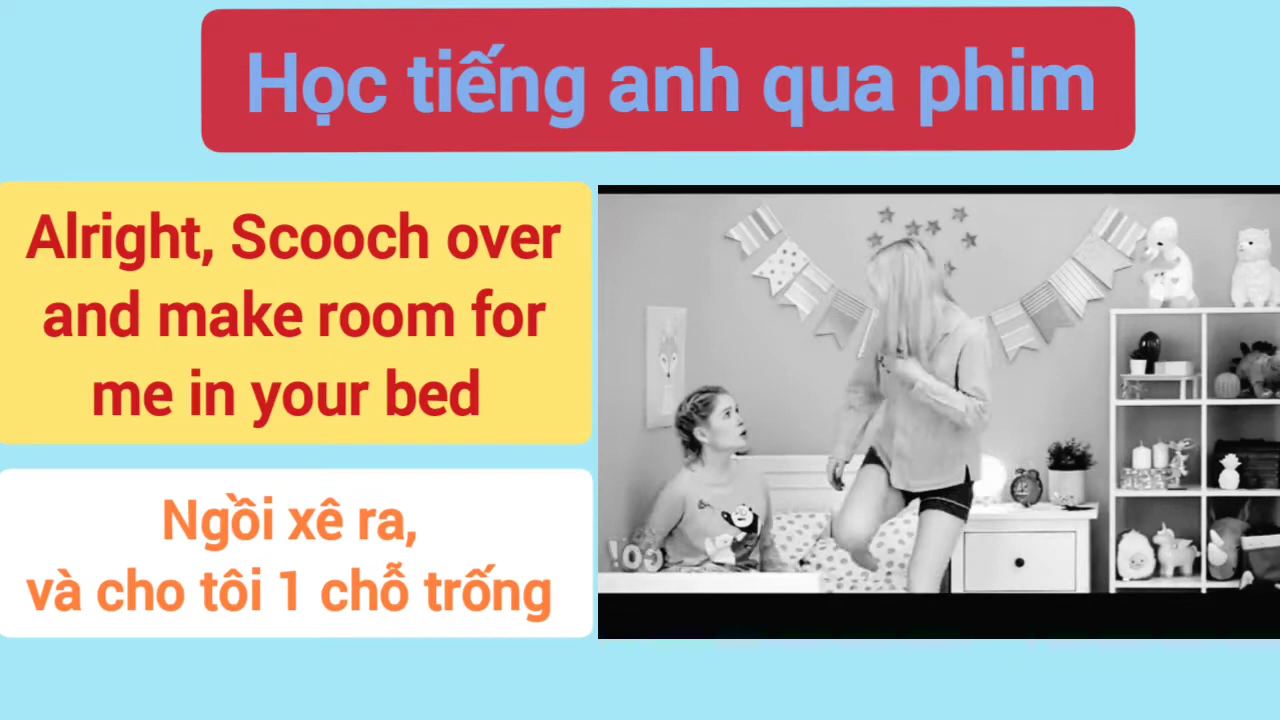 Học tiếng anh qua phim
Alright, Scooch over
and make room for
me in your bed
Ngồi xê ra,
và cho tôi 1 chỗ trống